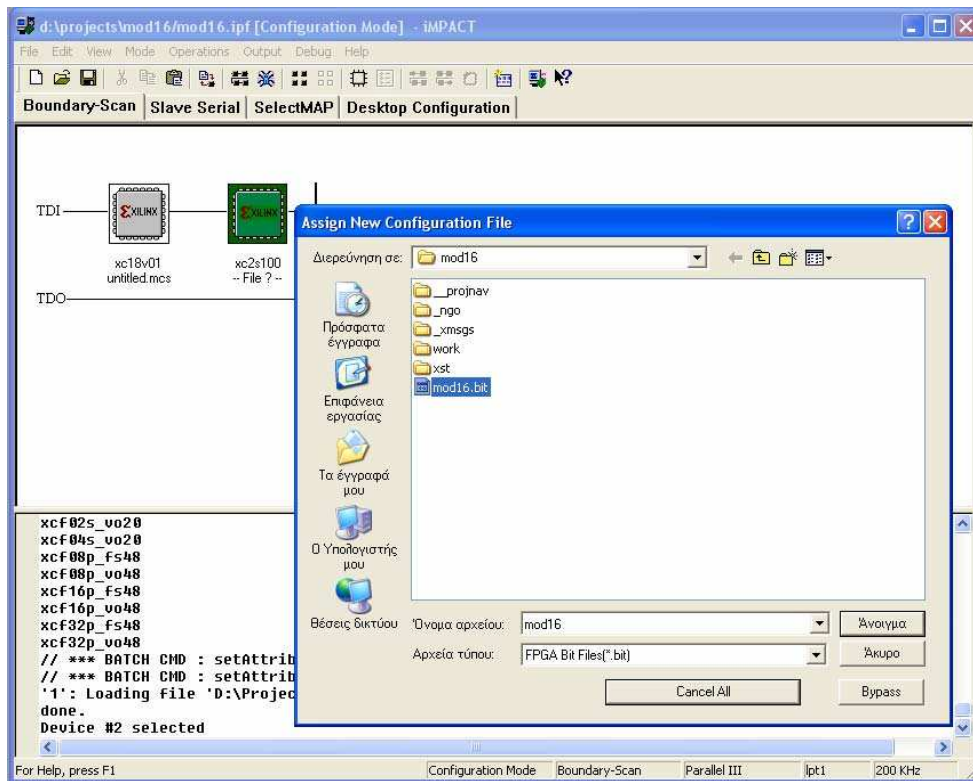 d:\projects\mod16/mod16.ipf [Configuration Mode] - iMPACT
File Edit View Mode Operations Output Debug Help
Boundary-Scan Slave Serial SelectMAP Desktop Configuration
TDI
XILINX
XILINX
xc18v01
untitled.mcs
xc2s100
-- File ? --
TDO
Assign New Configuration File
Διερεύνηση σε:
mod16
Πρόσφατα
έγγραφα
Επιφάνεια
εργασίας
Τα έγγραφά
μου
Ο Υπολογιστής
μου
Θέσεις δικτύου
__projnav
_ngo
_xmsgs
work
xst
mod16.bit
Όνομα αρχείου:
mod16
Άνοιγμα
Αρχεία τύπου:
FPGA Bit Files(*.bit)
Άκυρο
Cancel All
Bypass
xcf02s_vo20
xcf04s_vo20
xcf08p_fs48
xcf08p_vo48
xcf16p_fs48
xcf16p_vo48
xcf32p_fs48
xcf32p_vo48
// *** BATCH CMD : setAttrib
// *** BATCH CMD : setAttrib
'1': Loading file 'D:\Projec
done.
Device #2 selected
For Help, press F1
Configuration Mode
Boundary-Scan
Parallel III
lpt1
200 KHz